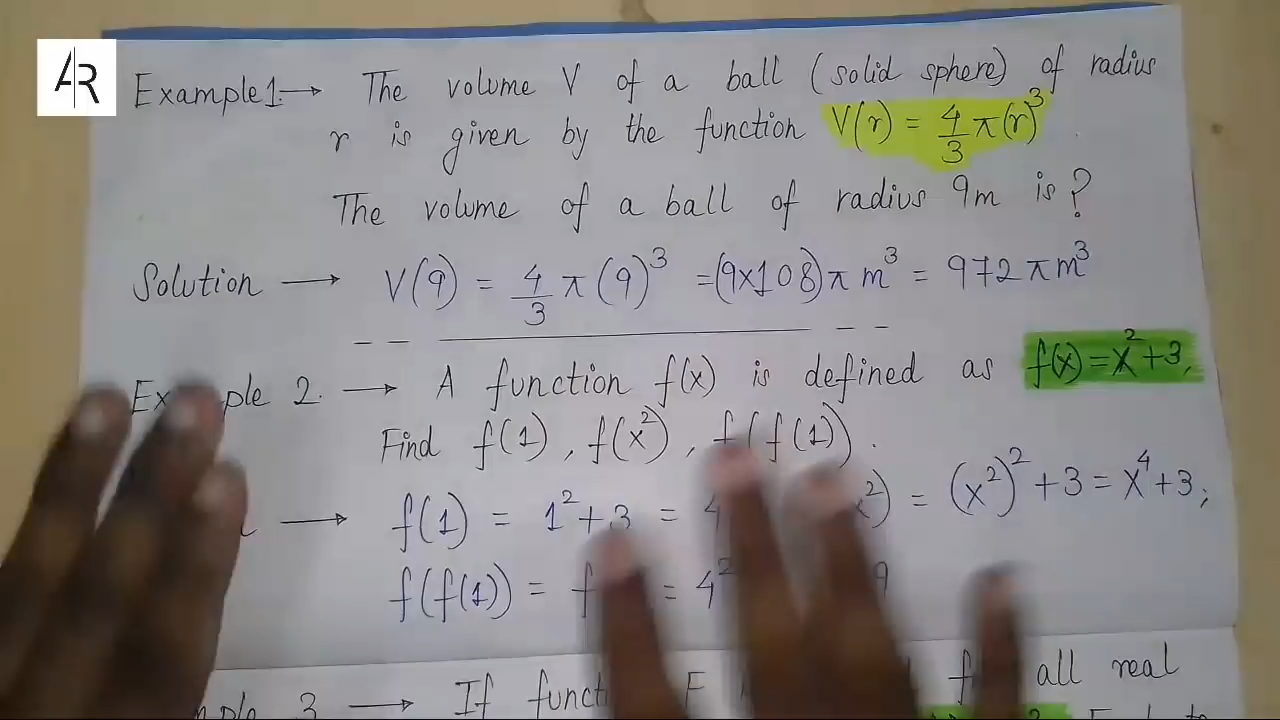 AR
Example 1. → The volume V of a ball (solid sphere) of radius
r is given by the function V(r) = 4/3 π(r)³
The volume of a ball of radius 9m is?
Solution → V(9) = 4/3 π (9)³ = (9×108) π m³ = 972 π m³
2. → A function f(x) is defined as f(x) = x²+3,
Find f(1), f(x²), f(f(1)).
→ f(1) = 1²+3 = 4 = (x²)²+3 = x⁴+3,
f(f(1)) = = 4² 9
3 → If all real